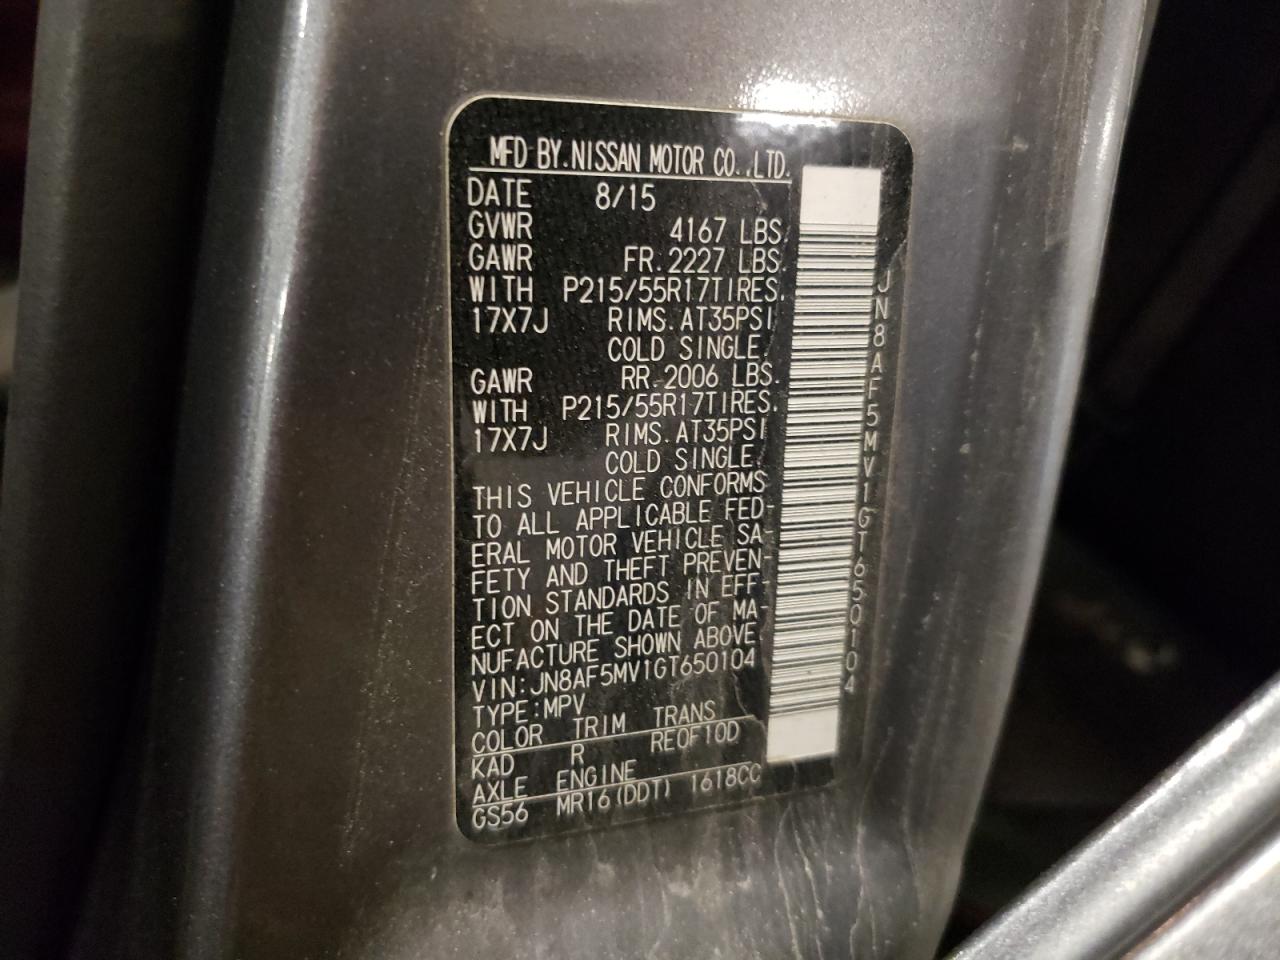 MFD BY.NISSAN MOTOR CO.,LTD.
DATE 8/15
GVWR 4167 LBS.
GAWR FR.2227 LBS.
WITH P215/55R17TIRES.
17X7J RIMS.AT35PSI
COLD SINGLE.
GAWR RR.2006 LBS.
WITH P215/55R17TIRES.
17X7J RIMS.AT35PSI
COLD SINGLE.
THIS VEHICLE CONFORMS
TO ALL APPLICABLE FED-
ERAL MOTOR VEHICLE SA-
FETY AND THEFT PREVEN-
TION STANDARDS IN EFF-
ECT ON THE DATE OF MA-
NUFACTURE SHOWN ABOVE
VIN:JN8AF5MV1GT650104
TYPE:MPV
COLOR TRIM TRANS
KAD R RE0F10D
AXLE ENGINE
GS56 MR16(DDT) 1618CC
JN8AF5MV1GT650104